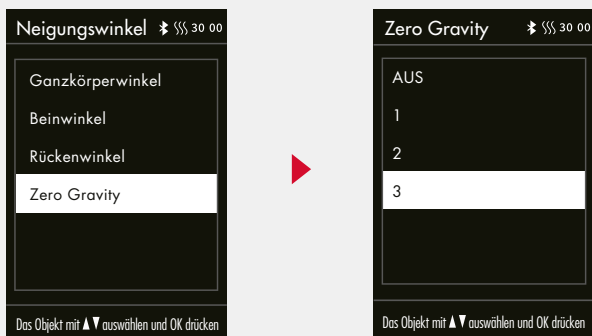 Neigungswinkel 30 00
Ganzkörperwinkel
Beinwinkel
Rückenwinkel
Zero Gravity
Das Objekt mit ▲▼ auswählen und OK drücken
Zero Gravity 30 00
AUS
1
2
3
Das Objekt mit ▲▼ auswählen und OK drücken